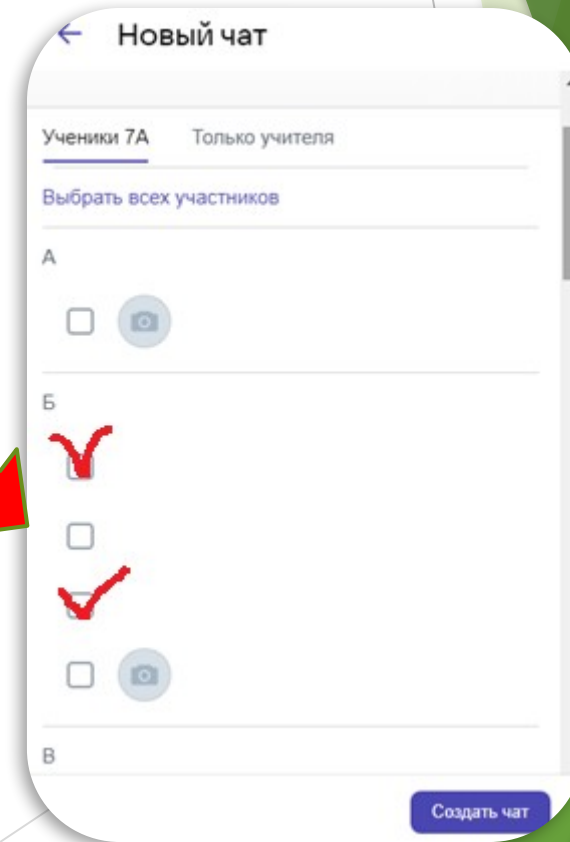 Новый чат
Ученики 7А Только учителя
Выбрать всех участников
А
Б
В
Создать чат